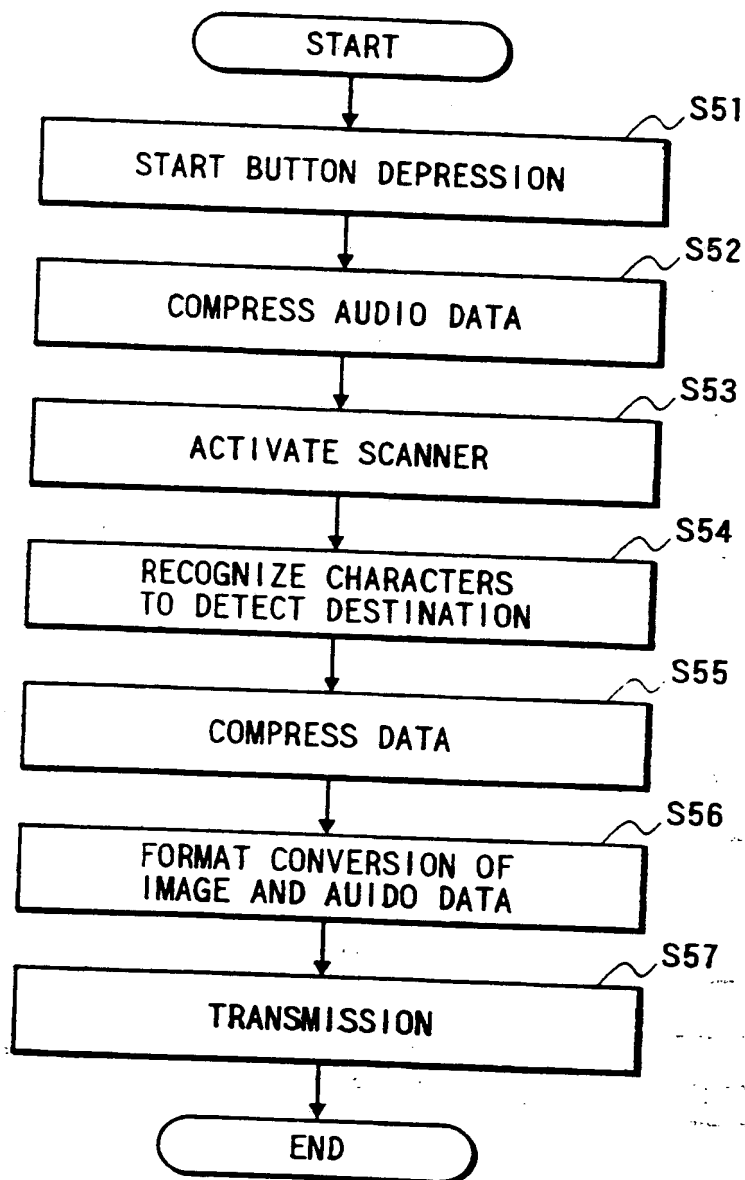 START
S51
START BUTTON DEPRESSION
S52
COMPRESS AUDIO DATA
S53
ACTIVATE SCANNER
S54
RECOGNIZE CHARACTERS
TO DETECT DESTINATION
S55
COMPRESS DATA
S56
FORMAT CONVERSION OF
IMAGE AND AUIDO DATA
S57
TRANSMISSION
END